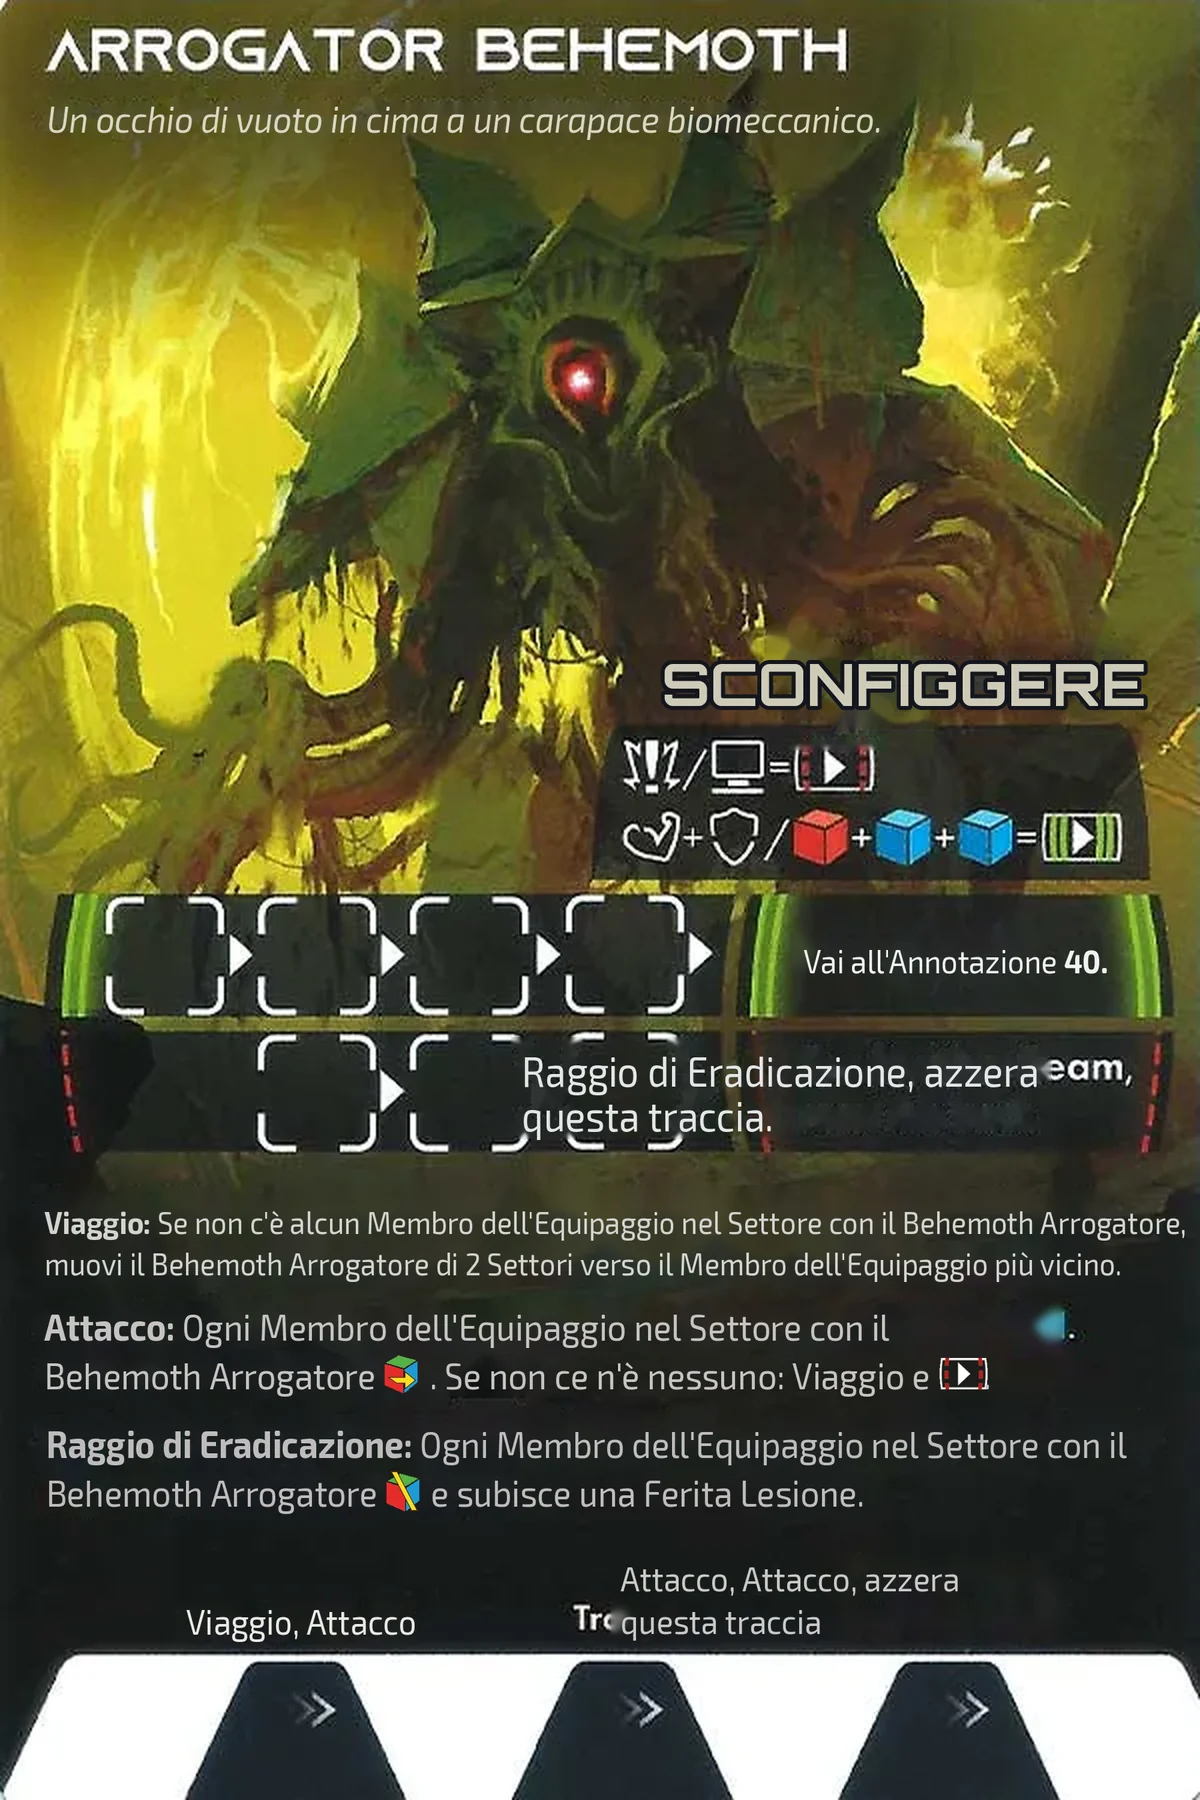 ARROGATOR BEHEMOTH
Un occhio di vuoto in cima a un carapace biomeccanico.
SCONFIGGERE
Vai all'Annotazione 40.
Raggio di Eradicazione, azzera eam,
questa traccia.
Viaggio: Se non c'è alcun Membro dell'Equipaggio nel Settore con il Behemoth Arrogatore,
muovi il Behemoth Arrogatore di 2 Settori verso il Membro dell'Equipaggio più vicino.
Attacco: Ogni Membro dell'Equipaggio nel Settore con il
Behemoth Arrogatore . Se non ce n'è nessuno: Viaggio e
Raggio di Eradicazione: Ogni Membro dell'Equipaggio nel Settore con il
Behemoth Arrogatore e subisce una Ferita Lesione.
Viaggio, Attacco
Attacco, Attacco, azzera
questa traccia